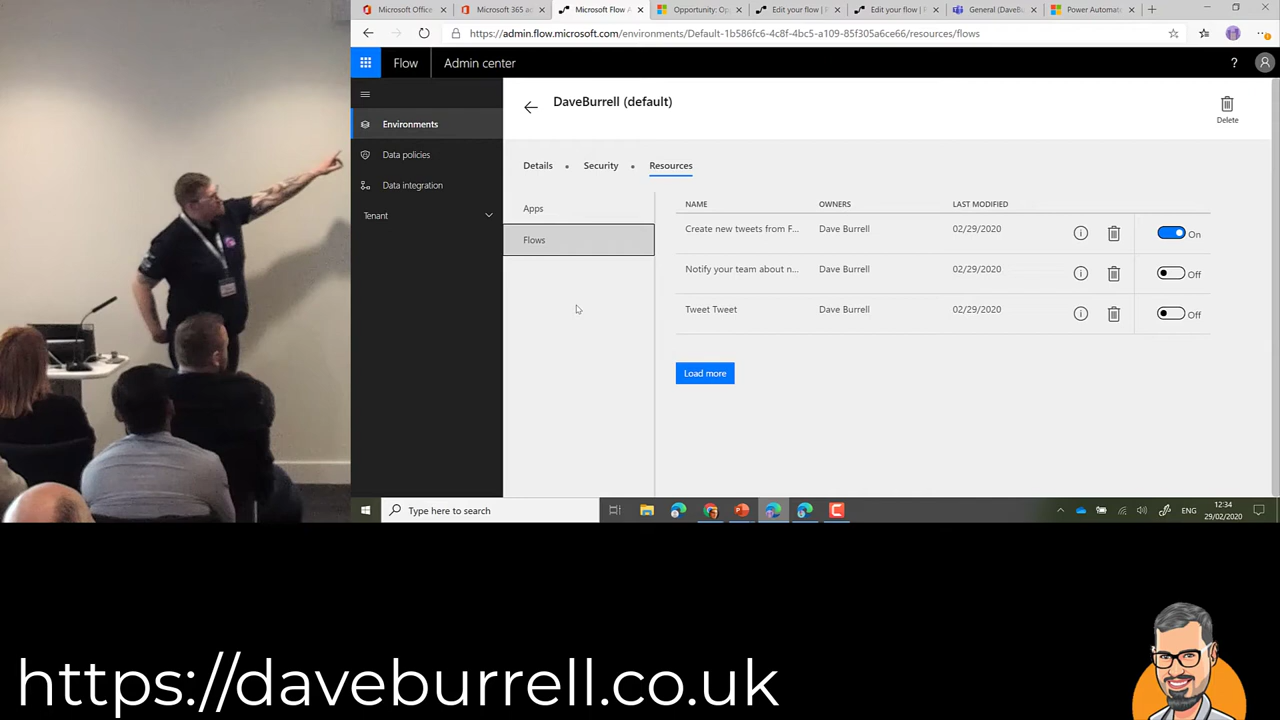 Microsoft Office
Microsoft 365 ad
Microsoft Flow A
Opportunity: Op
Edit your flow | P
Edit your flow | P
General (DaveBu
Power Automate
https://admin.flow.microsoft.com/environments/Default-1b586fc6-4c8f-4bc5-a109-85f305a6ce66/resources/flows
Flow
Admin center
?
DaveBurrell (default)
Delete
Environments
Data policies
Data integration
Tenant
Details • Security • Resources
Apps
Flows
NAME OWNERS LAST MODIFIED
Create new tweets from F... Dave Burrell 02/29/2020 On
Notify your team about n... Dave Burrell 02/29/2020 Off
Tweet Tweet Dave Burrell 02/29/2020 Off
Load more
Type here to search
ENG
12:34
29/02/2020
https://daveburrell.co.uk